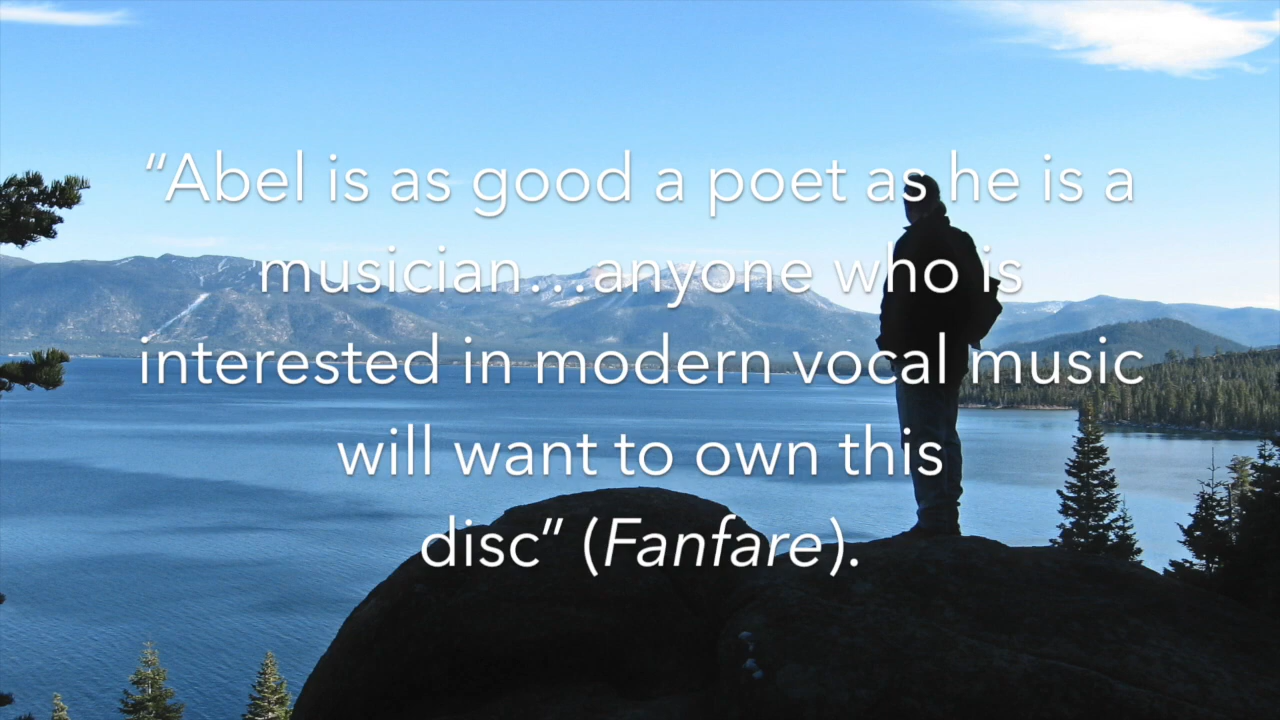 “Abel is as good a poet as he is a
musician…anyone who is
interested in modern vocal music
will want to own this
disc” (Fanfare).